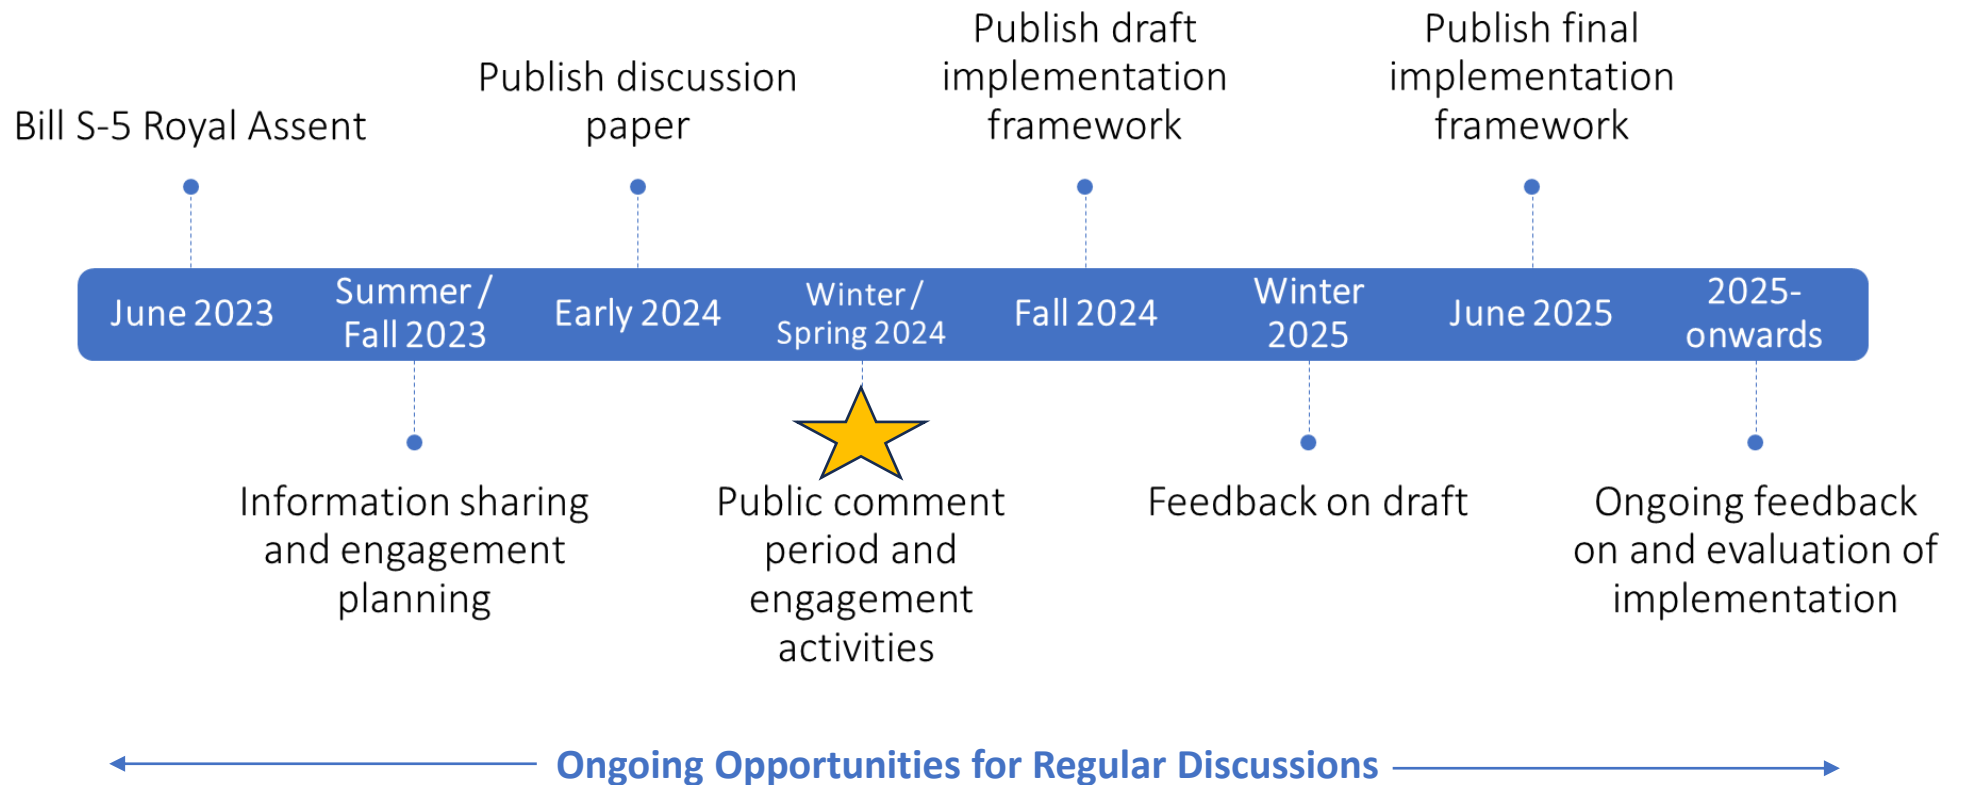 Publish draft
implementation
framework
Publish final
implementation
framework
Publish discussion
paper
Bill S-5 Royal Assent
June 2023
Summer /
Fall 2023
Early 2024
Winter /
Spring 2024
Fall 2024
Winter
2025
June 2025
2025-
onwards
Information sharing
and engagement
planning
Public comment
period and
engagement
activities
Feedback on draft
Ongoing feedback
on and evaluation of
implementation
Ongoing Opportunities for Regular Discussions